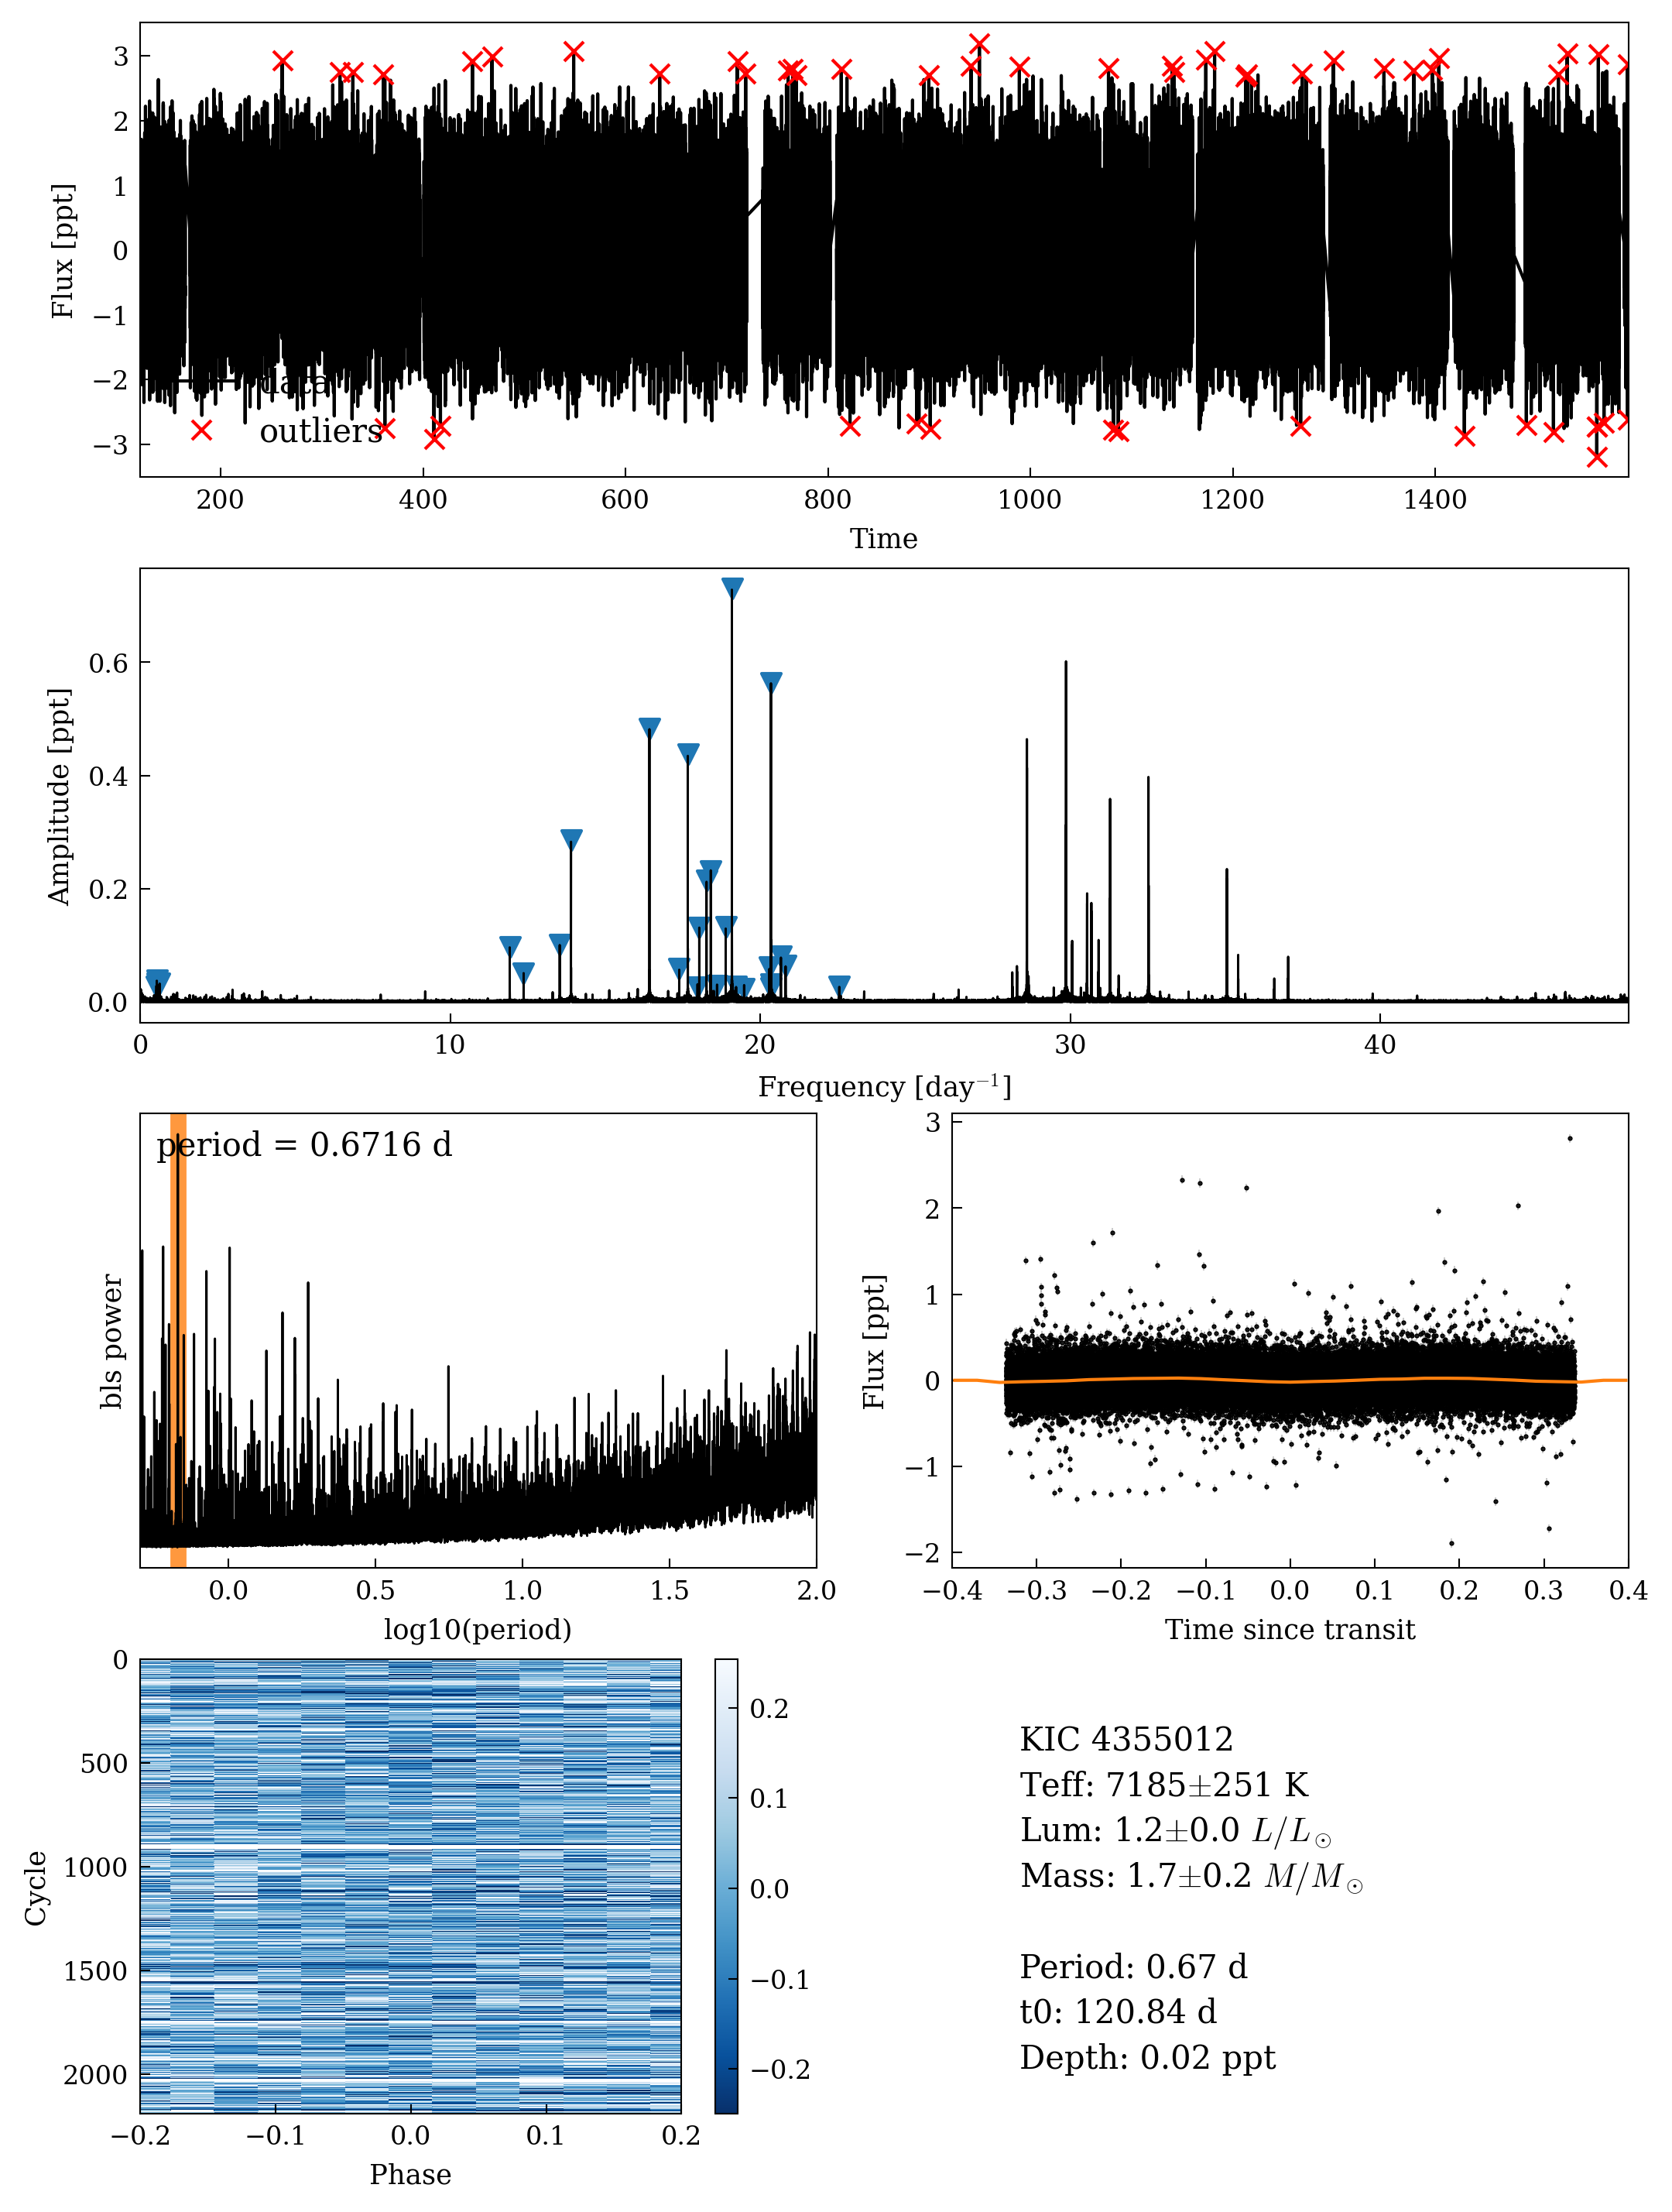 3
2
1
0
−1
−2
−3
Flux [ppt]
data
outliers
200 400 600 800 1000 1200 1400
Time
0.6
0.4
0.2
0.0
Amplitude [ppt]
0 10 20 30 40
Frequency [day⁻¹]
period = 0.6716 d
bls power
0.0 0.5 1.0 1.5 2.0
log10(period)
3
2
1
0
−1
−2
Flux [ppt]
−0.4 −0.3 −0.2 −0.1 0.0 0.1 0.2 0.3 0.4
Time since transit
0
500
1000
1500
2000
Cycle
−0.2 −0.1 0.0 0.1 0.2
Phase
0.2
0.1
0.0
−0.1
−0.2
KIC 4355012
Teff: 7185±251 K
Lum: 1.2±0.0 L/L⊙
Mass: 1.7±0.2 M/M⊙
Period: 0.67 d
t0: 120.84 d
Depth: 0.02 ppt